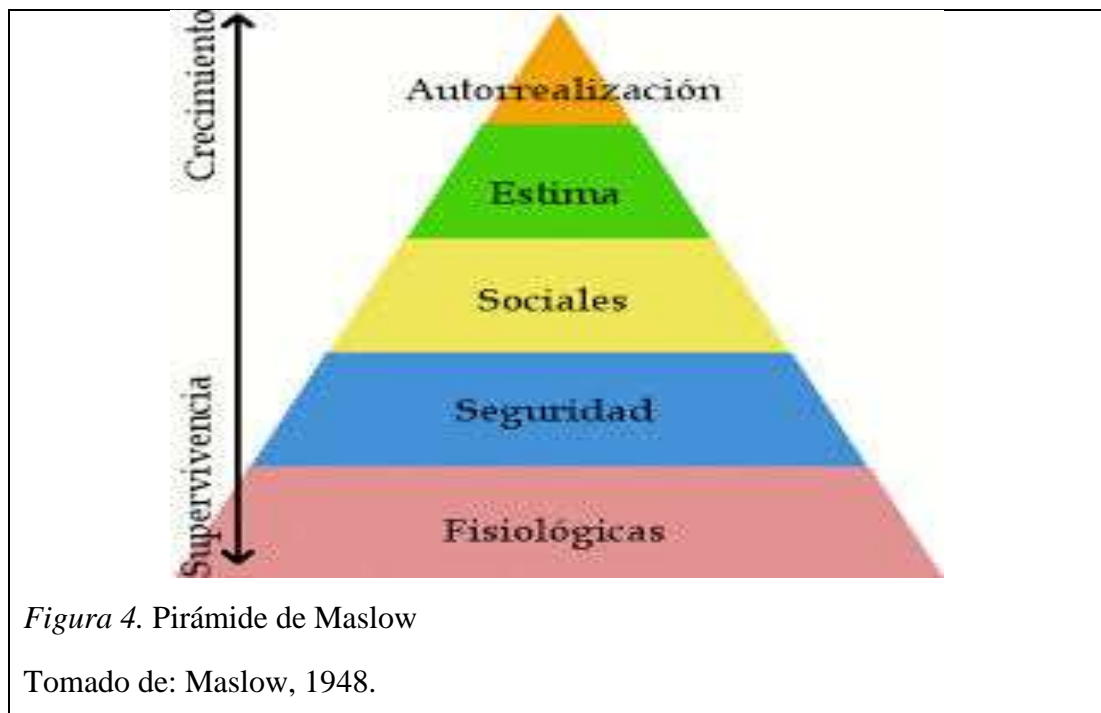 Crecimiento
Supervivencia
Autorrealización
Estima
Sociales
Seguridad
Fisiológicas
Figura 4. Pirámide de Maslow
Tomado de: Maslow, 1948.